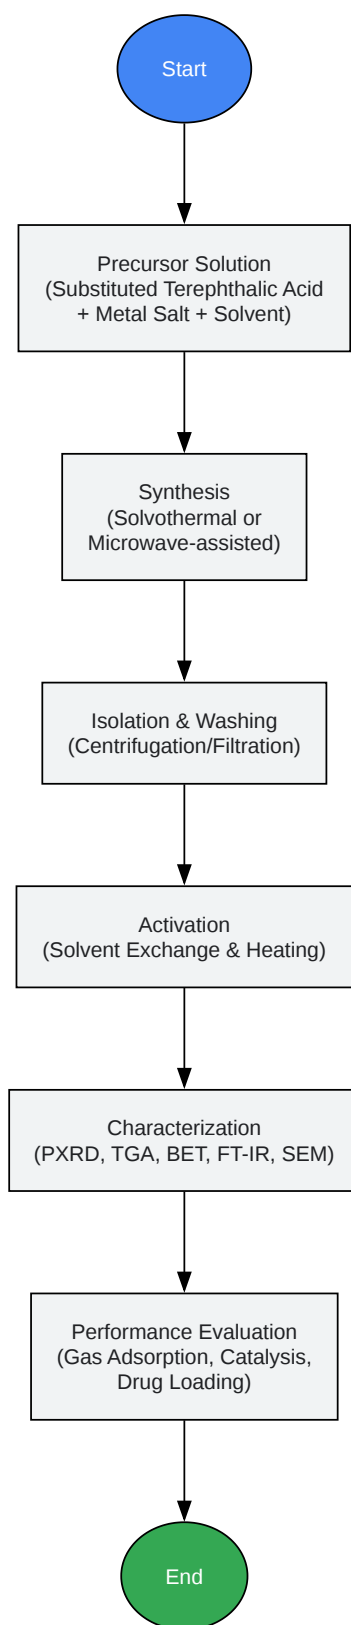 Start
Precursor Solution
(Substituted Terephthalic Acid
+ Metal Salt + Solvent)
Synthesis
(Solvothermal or
Microwave-assisted)
Isolation & Washing
(Centrifugation/Filtration)
Activation
(Solvent Exchange & Heating)
Characterization
(PXRD, TGA, BET, FT-IR, SEM)
Performance Evaluation
(Gas Adsorption, Catalysis,
Drug Loading)
End